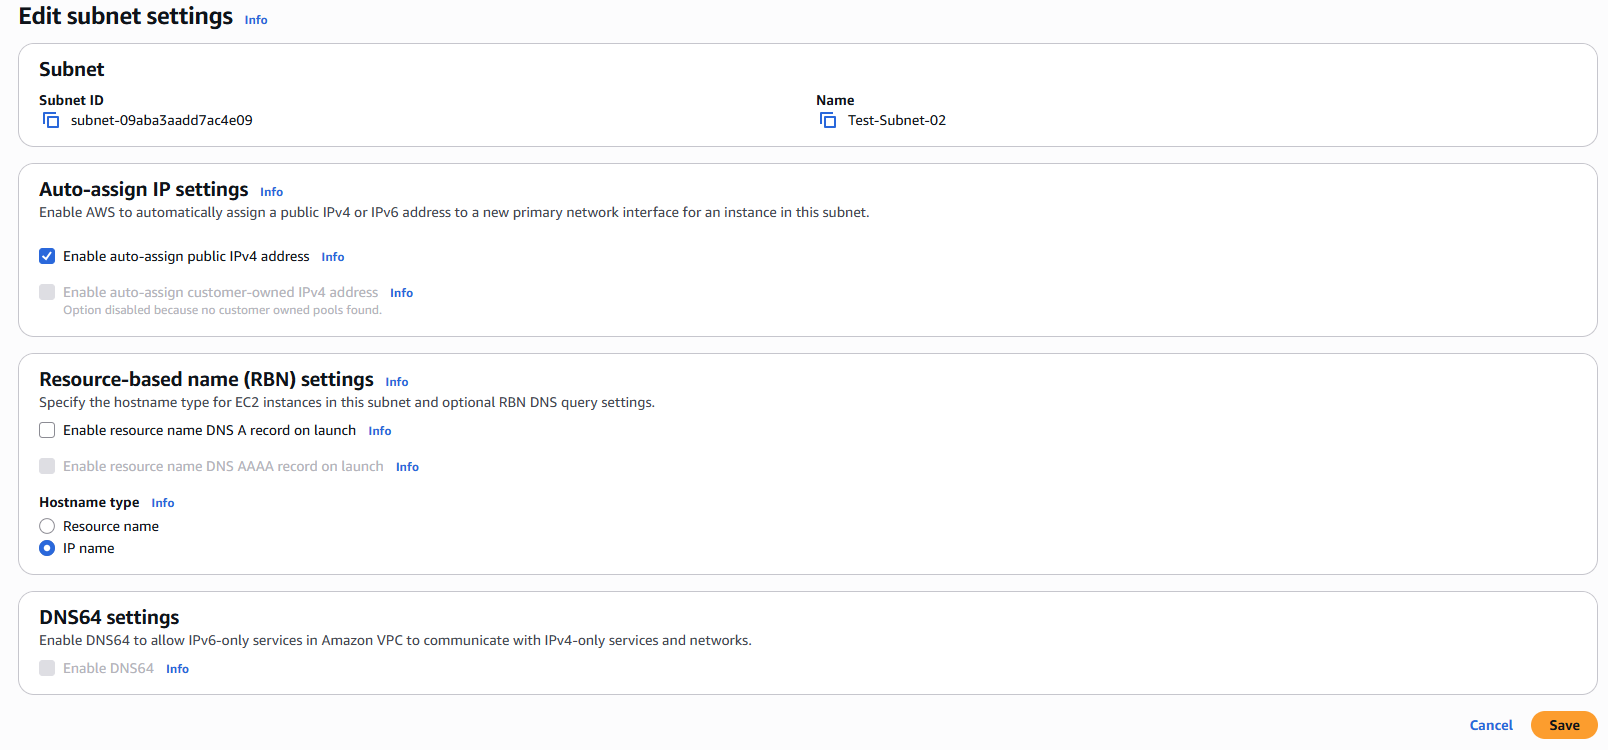 Edit subnet settings Info
Subnet
Subnet ID
subnet-09aba3aadd7ac4e09
Name
Test-Subnet-02
Auto-assign IP settings Info
Enable AWS to automatically assign a public IPv4 or IPv6 address to a new primary network interface for an instance in this subnet.
Enable auto-assign public IPv4 address Info
Enable auto-assign customer-owned IPv4 address Info
Option disabled because no customer owned pools found.
Resource-based name (RBN) settings Info
Specify the hostname type for EC2 instances in this subnet and optional RBN DNS query settings.
Enable resource name DNS A record on launch Info
Enable resource name DNS AAAA record on launch Info
Hostname type Info
Resource name
IP name
DNS64 settings
Enable DNS64 to allow IPv6-only services in Amazon VPC to communicate with IPv4-only services and networks.
Enable DNS64 Info
Cancel Save